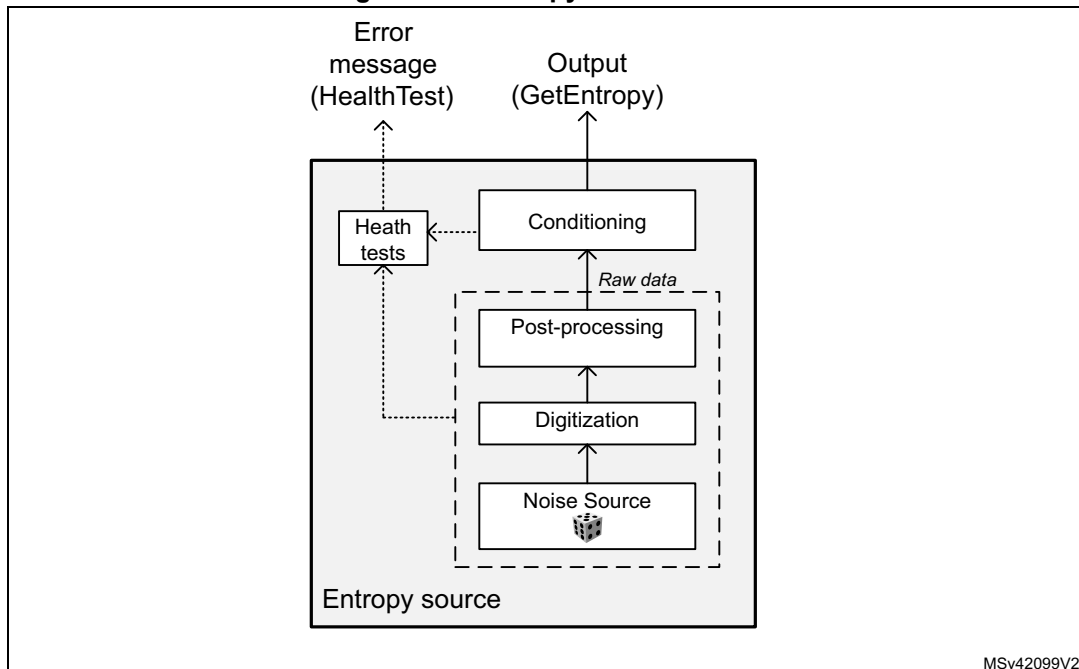 Error
message
(HealthTest)
Output
(GetEntropy)
Heath
tests
Conditioning
Raw data
Post-processing
Digitization
Noise Source
Entropy source
MSv42099V2